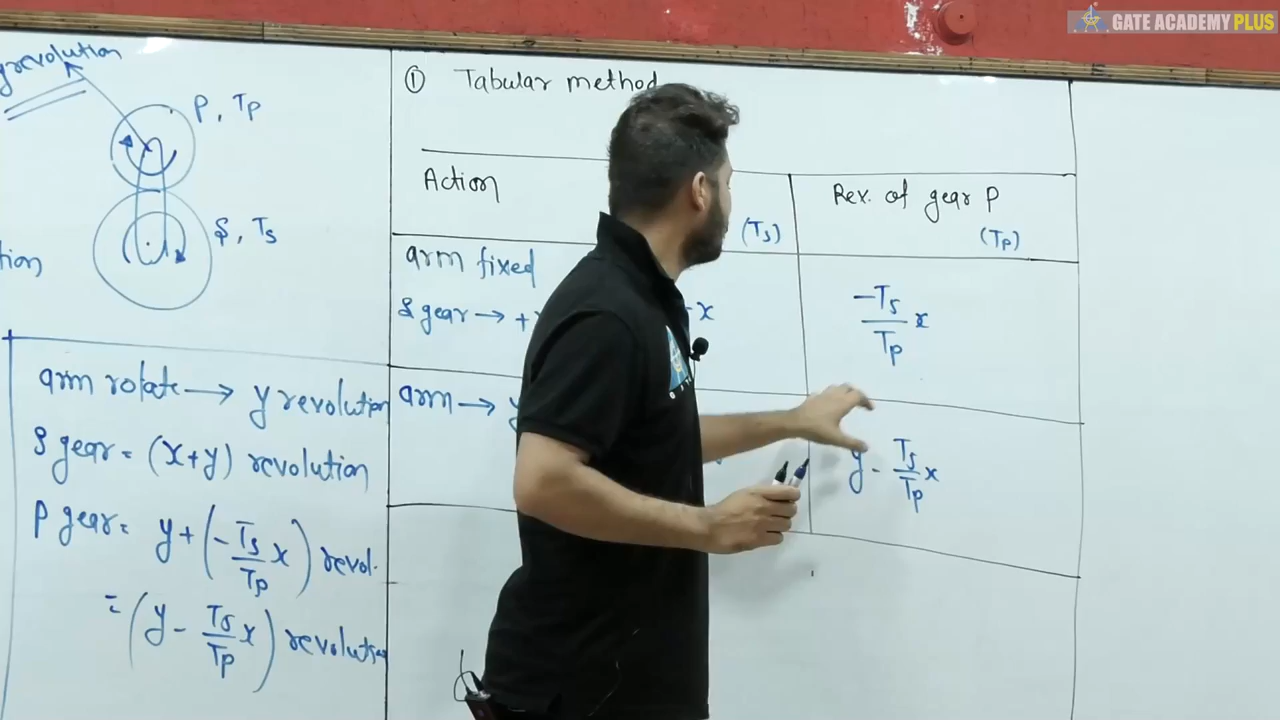 GATE ACADEMY PLUS
revolution
P, Tp
S, Ts
tion
arm rotate → y revolution
S gear = (x+y) revolution
P gear = y + (-Ts/Tp x) revol.
= (y - Ts/Tp x) revolution
① Tabular method
Action
(Ts)
Rev. of gear P
(Tp)
arm fixed
S gear → +
x
-Ts/Tp x
arm → y
y - Ts/Tp x